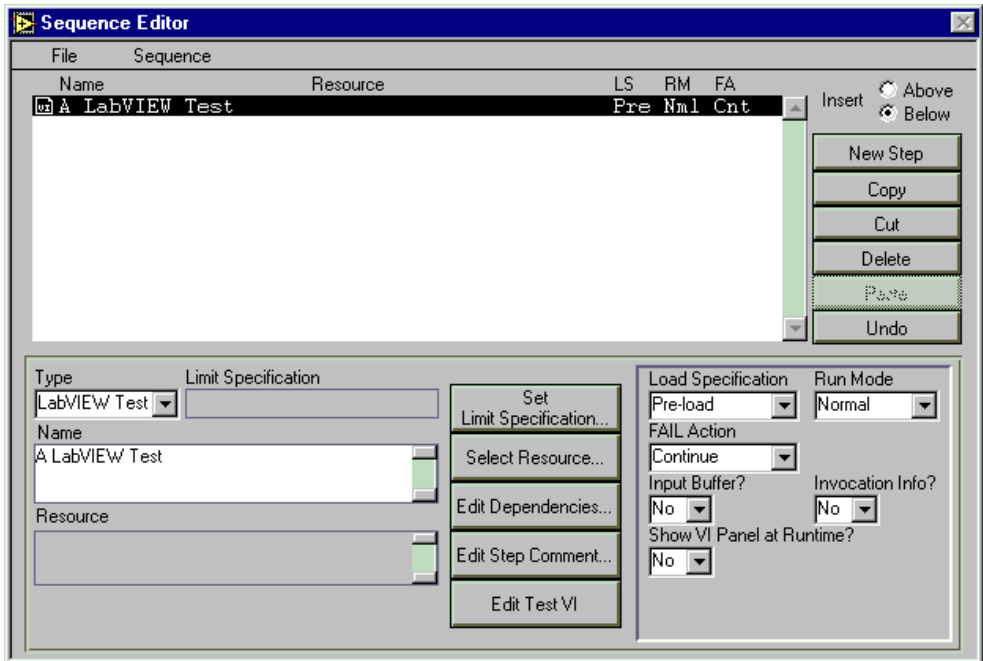 Sequence Editor
File Sequence
Name Resource LS RM FA
A LabVIEW Test Pre Nml Cnt
Insert
Above
Below
New Step
Copy
Cut
Delete
Paste
Undo
Type
LabVIEW Test
Limit Specification
Name
A LabVIEW Test
Resource
Set
Limit Specification...
Select Resource...
Edit Dependencies...
Edit Step Comment...
Edit Test VI
Load Specification
Pre-load
Run Mode
Normal
FAIL Action
Continue
Input Buffer?
No
Invocation Info?
No
Show VI Panel at Runtime?
No